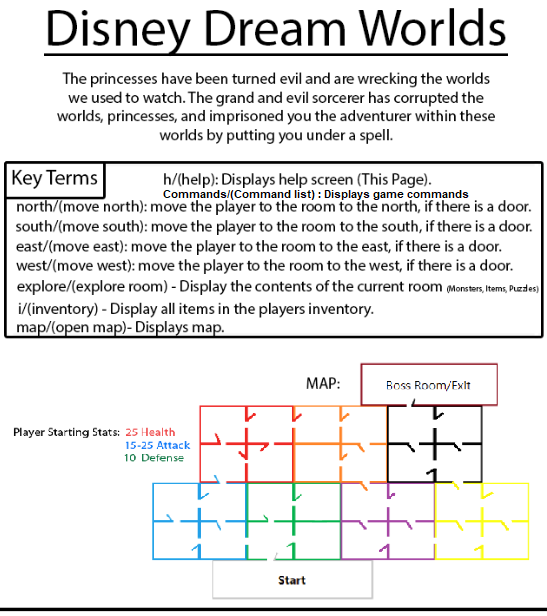 Disney Dream Worlds
The princesses have been turned evil and are wrecking the worlds
we used to watch. The grand and evil sorcerer has corrupted the
worlds, princesses, and imprisoned you the adventurer within these
worlds by putting you under a spell.
Key Terms
h/(help): Displays help screen (This Page).
Commands/(Command list) : Displays game commands
north/(move north): move the player to the room to the north, if there is a door.
south/(move south): move the player to the room to the south, if there is a door.
east/(move east): move the player to the room to the east, if there is a door.
west/(move west): move the player to the room to the west, if there is a door.
explore/(explore room) - Display the contents of the current room (Monsters, Items, Puzzles)
i/(inventory) - Display all items in the players inventory.
map/(open map)- Displays map.
MAP:
Boss Room/Exit
Player Starting Stats: 25 Health
15-25 Attack
10 Defense
Start